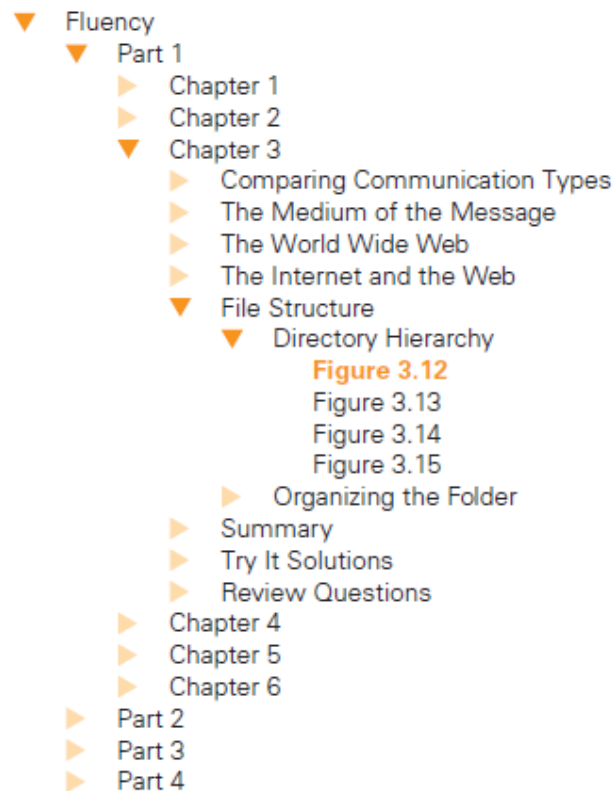 Fluency
Part 1
Chapter 1
Chapter 2
Chapter 3
Comparing Communication Types
The Medium of the Message
The World Wide Web
The Internet and the Web
File Structure
Directory Hierarchy
Figure 3.12
Figure 3.13
Figure 3.14
Figure 3.15
Organizing the Folder
Summary
Try It Solutions
Review Questions
Chapter 4
Chapter 5
Chapter 6
Part 2
Part 3
Part 4